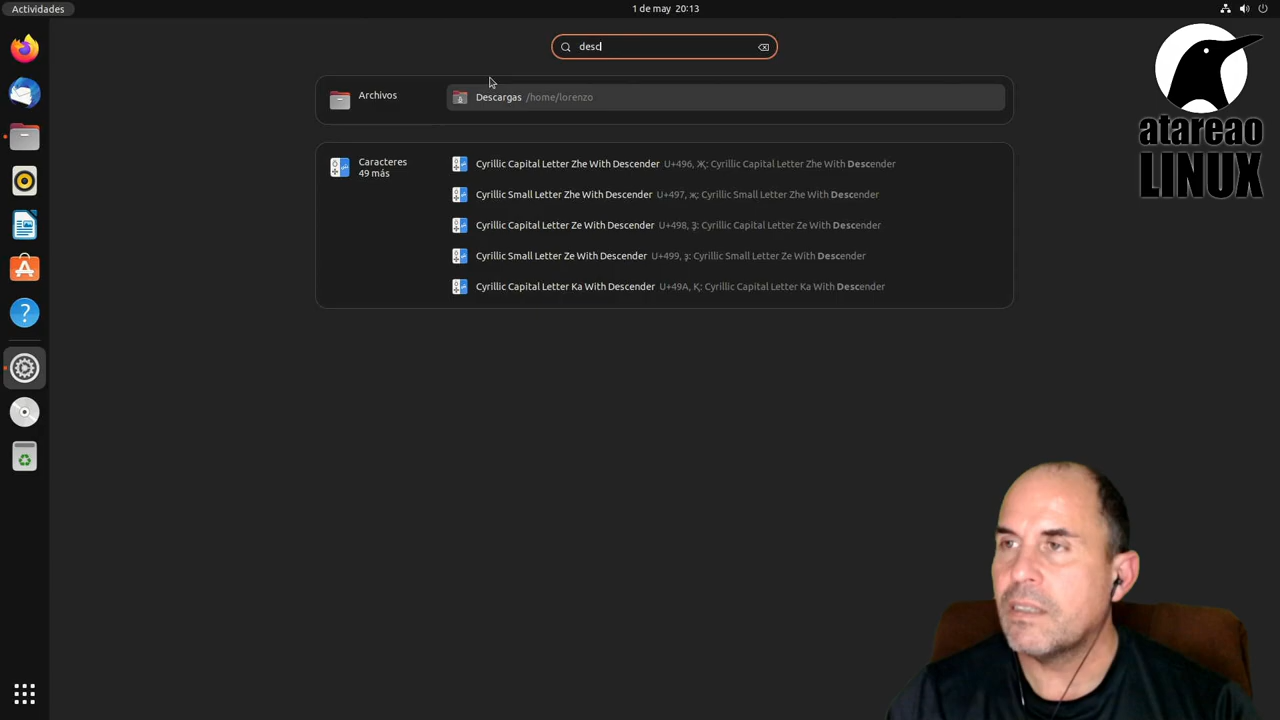 Actividades
1 de may 20:13
desc
Archivos
Descargas /home/lorenzo
Caracteres
49 más
Cyrillic Capital Letter Zhe With Descender U+496, Җ: Cyrillic Capital Letter Zhe With Descender
Cyrillic Small Letter Zhe With Descender U+497, җ: Cyrillic Small Letter Zhe With Descender
Cyrillic Capital Letter Ze With Descender U+498, Ҙ: Cyrillic Capital Letter Ze With Descender
Cyrillic Small Letter Ze With Descender U+499, ҙ: Cyrillic Small Letter Ze With Descender
Cyrillic Capital Letter Ka With Descender U+49A, Қ: Cyrillic Capital Letter Ka With Descender
atareao
LINUX